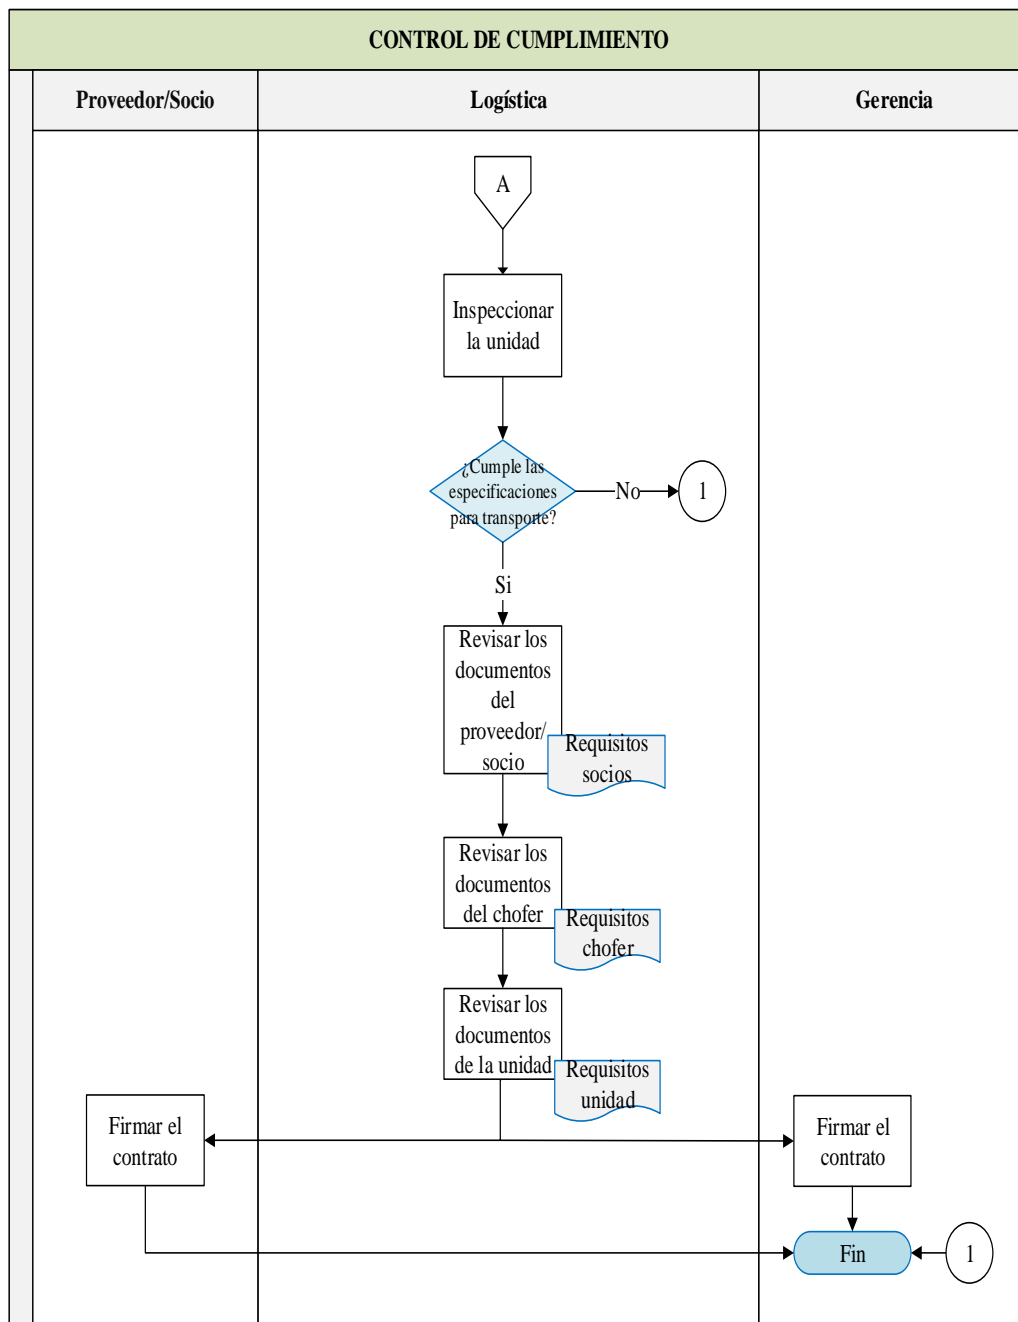 CONTROL DE CUMPLIMIENTO
Proveedor/Socio
Logística
Gerencia
A
Inspeccionar
la unidad
¿Cumple las
especificaciones
para transporte?
No
1
Si
Revisar los
documentos
del
proveedor/
socio
Requisitos
socios
Revisar los
documentos
del chofer
Requisitos
chofer
Revisar los
documentos
de la unidad
Requisitos
unidad
Firmar el
contrato
Firmar el
contrato
Fin
1